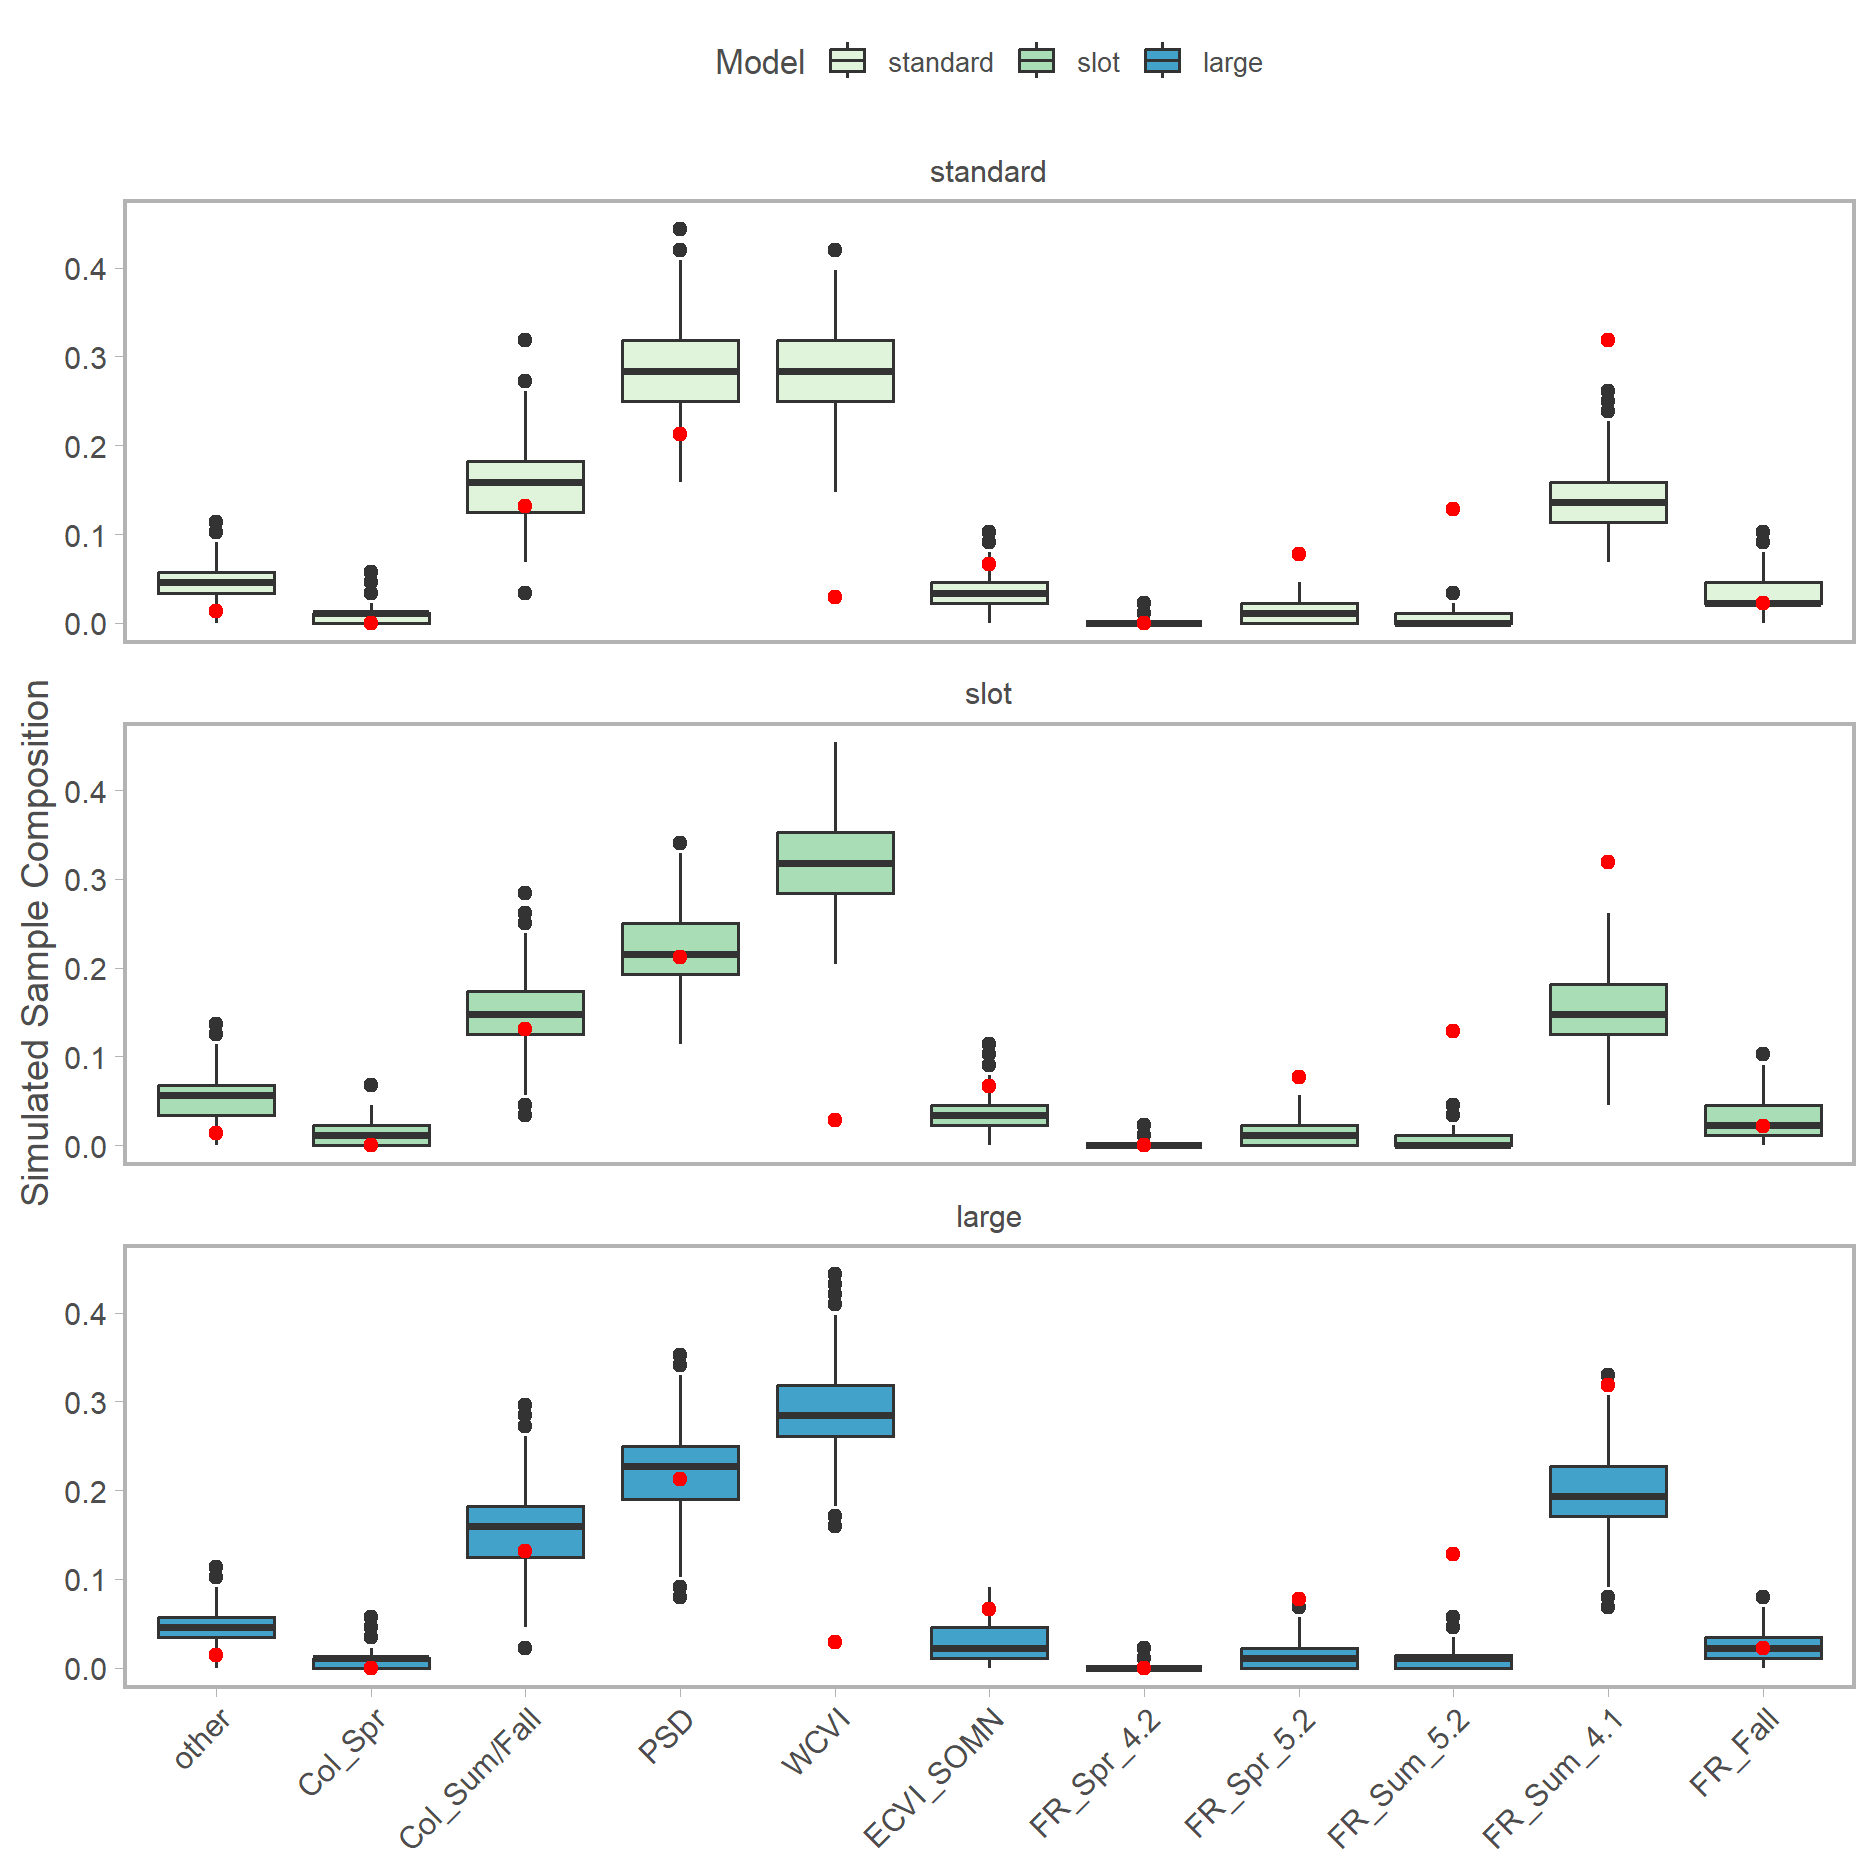 Model standard slot large
standard
0.4
0.3
0.2
0.1
0.0
slot
0.4
0.3
0.2
0.1
0.0
large
0.4
0.3
0.2
0.1
0.0
Simulated Sample Composition
other
Col_Spr
Col_Sum/Fall
PSD
WCVI
ECVI_SOMN
FR_Spr_4.2
FR_Spr_5.2
FR_Sum_5.2
FR_Sum_4.1
FR_Fall